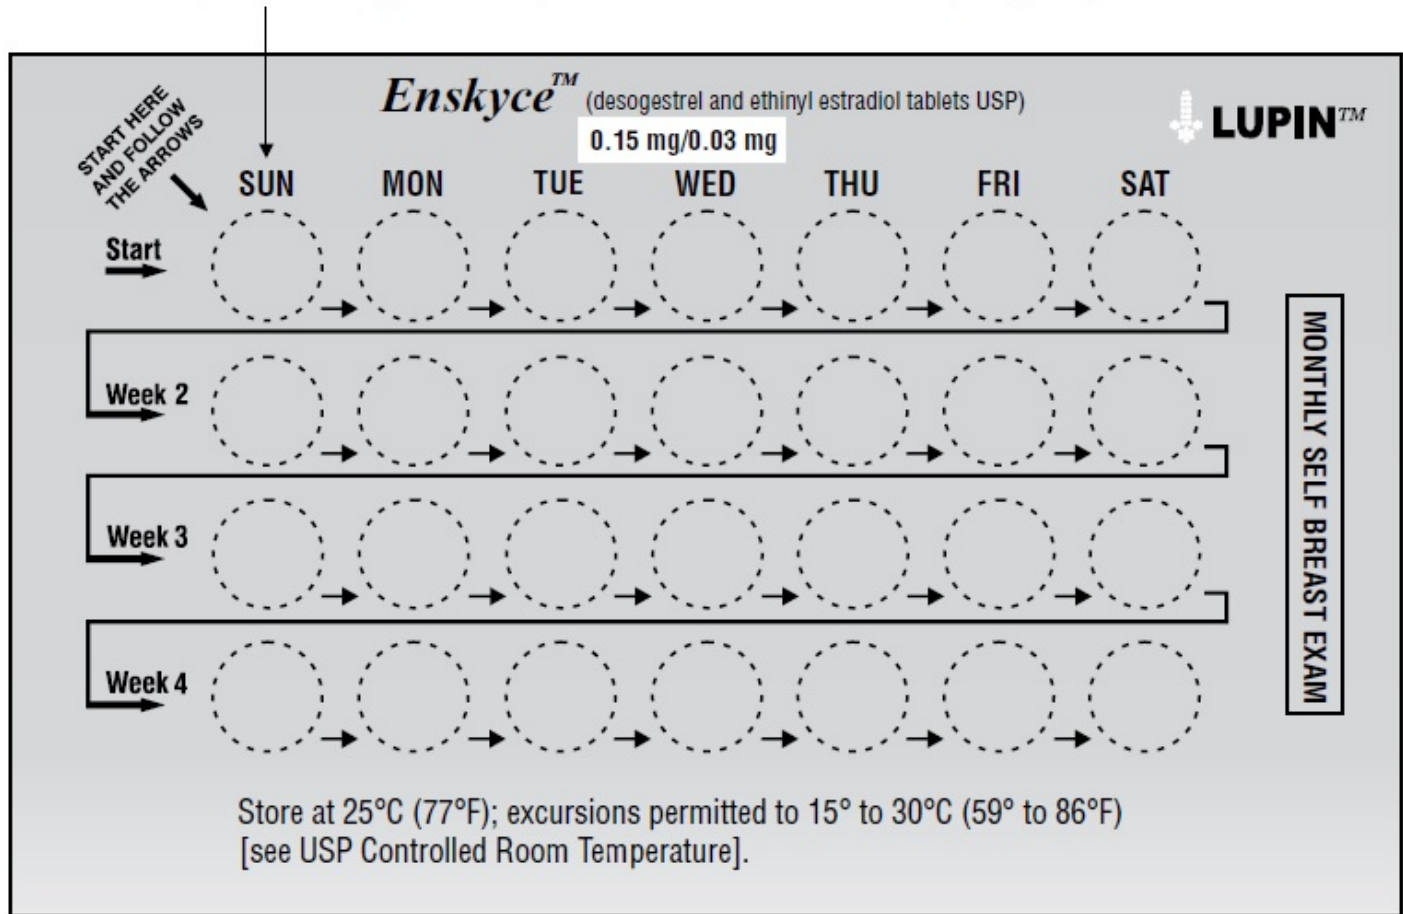 Enskyce™ (desogestrel and ethinyl estradiol tablets USP)
0.15 mg/0.03 mg
LUPIN™
START HERE
AND FOLLOW
THE ARROWS
SUN MON TUE WED THU FRI SAT
Start
Week 2
Week 3
Week 4
MONTHLY SELF BREAST EXAM
Store at 25°C (77°F); excursions permitted to 15° to 30°C (59° to 86°F)
[see USP Controlled Room Temperature].